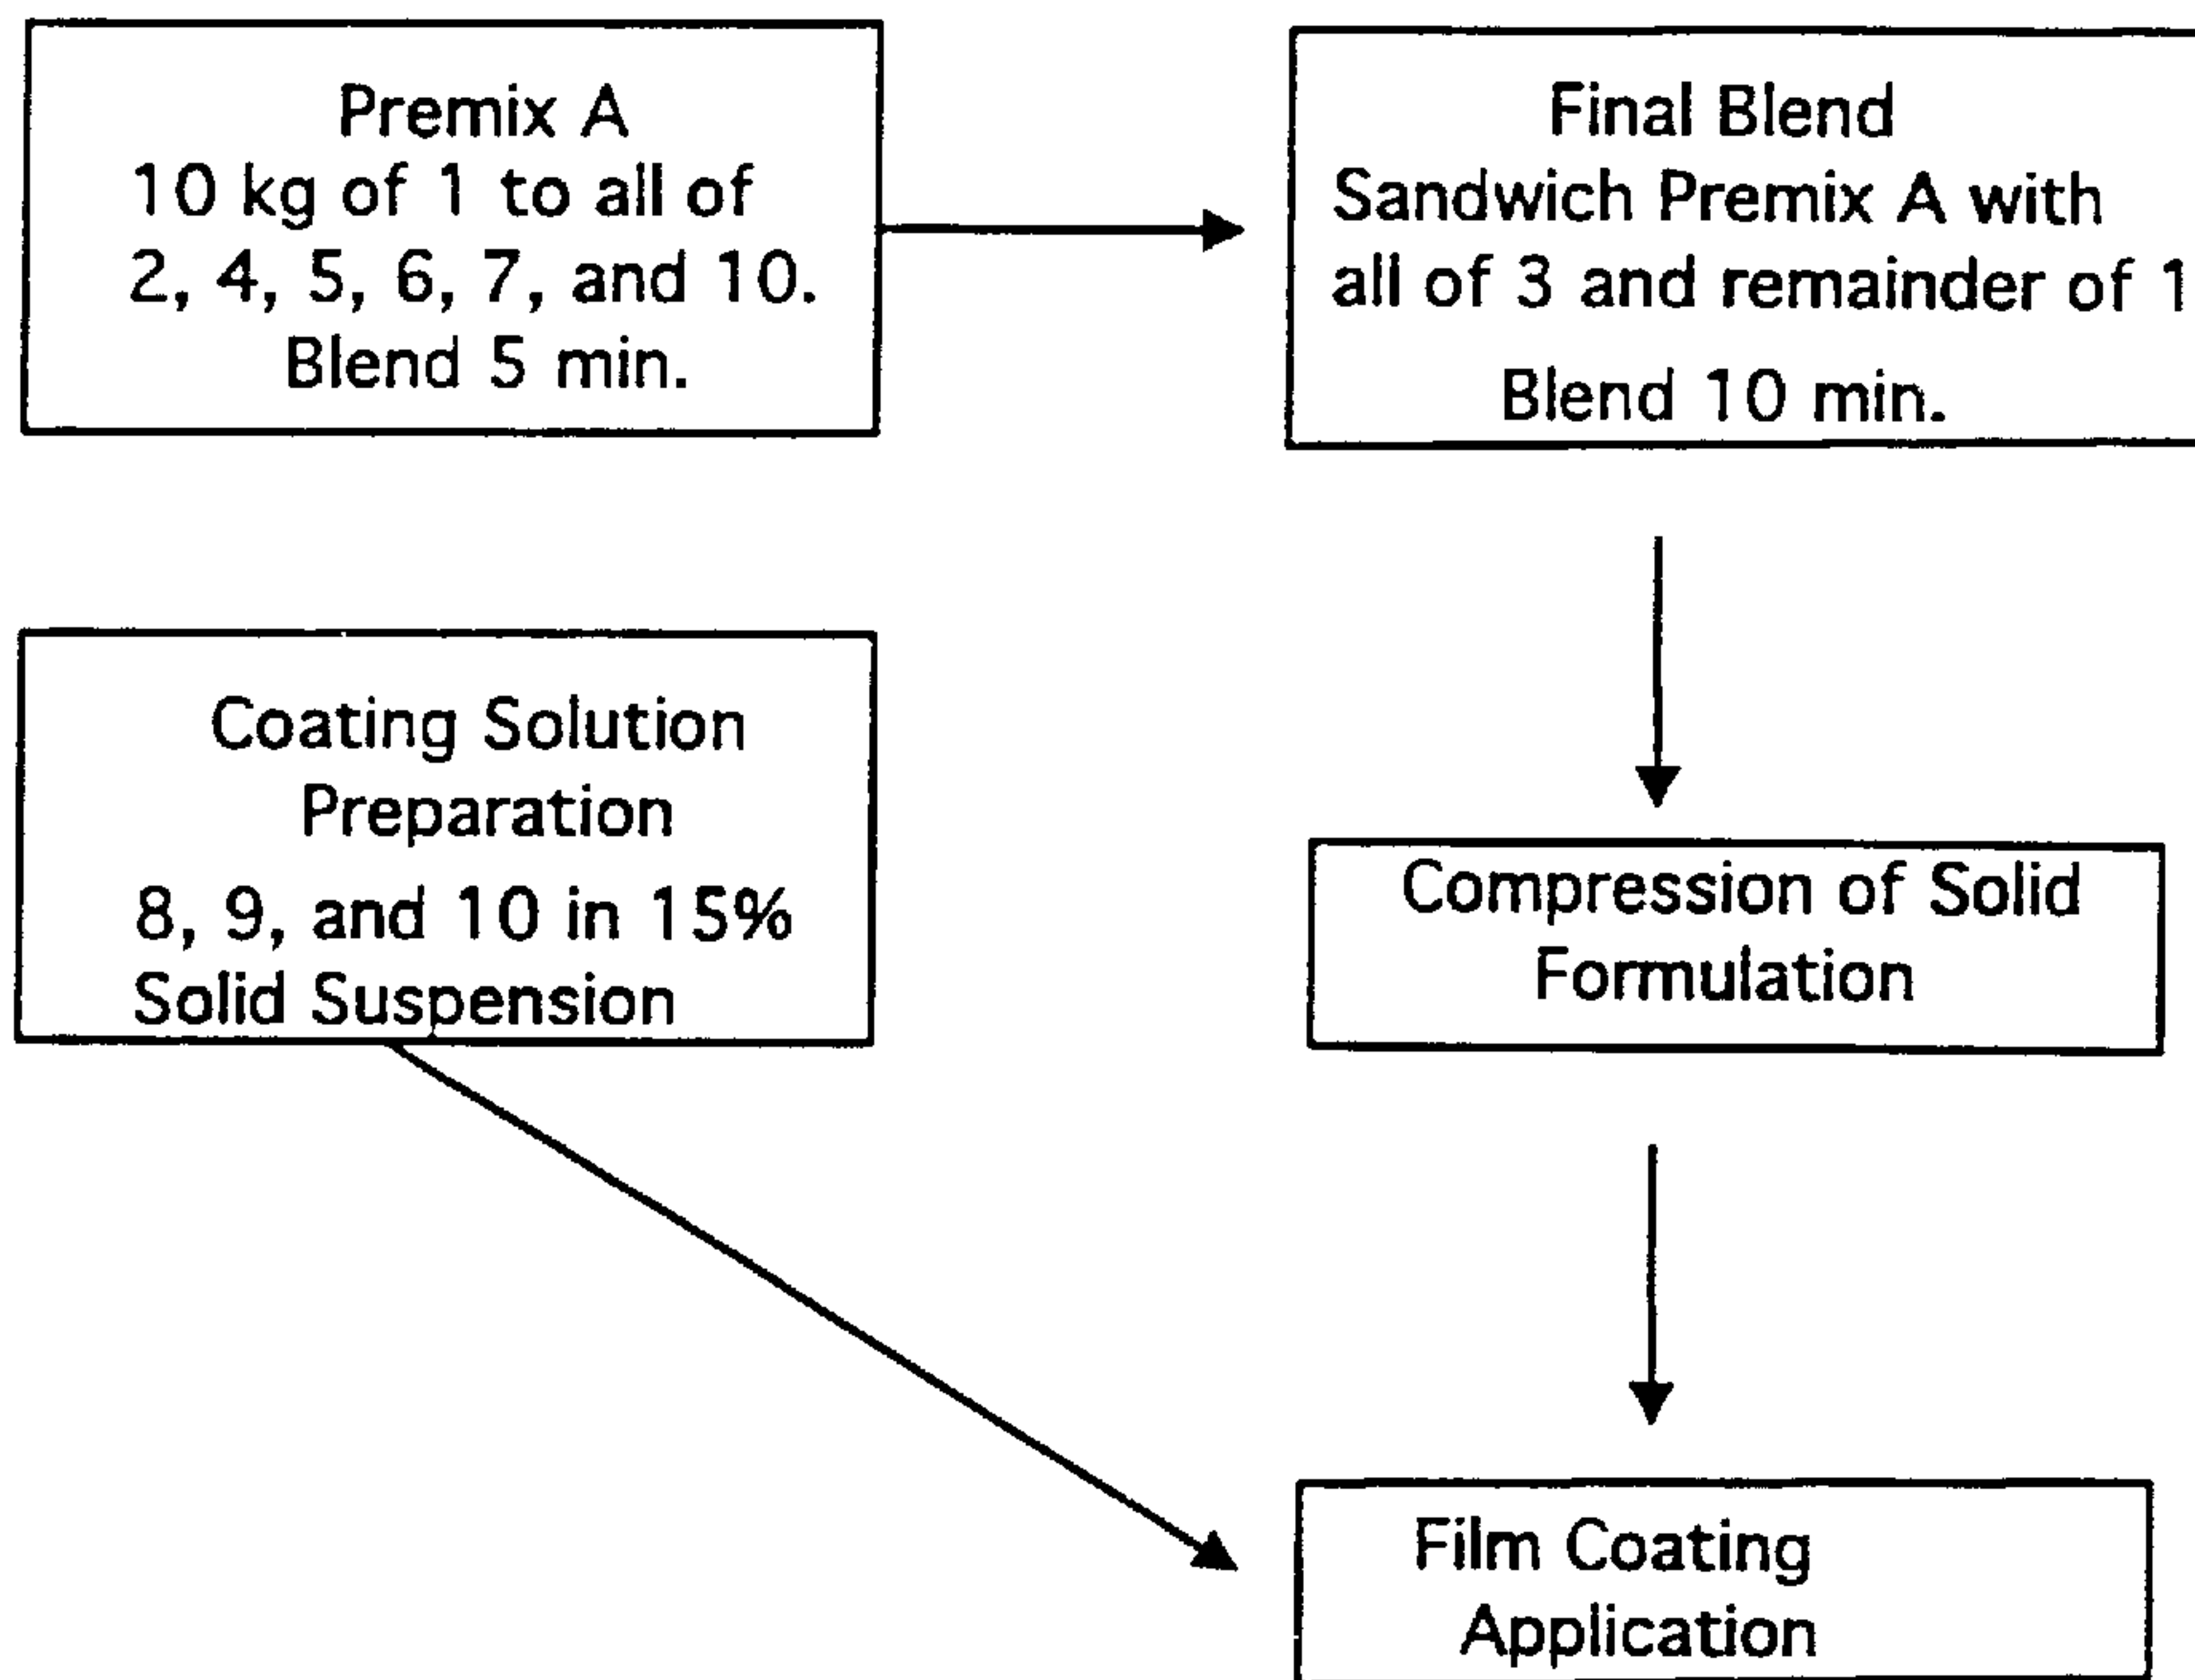 Premix A
10 kg of 1 to all of
2, 4, 5, 6, 7, and 10.
Blend 5 min.
Final Blend
Sandwich Premix A with
all of 3 and remainder of 1
Blend 10 min.
Coating Solution
Preparation
8, 9, and 10 in 15%
Solid Suspension
Compression of Solid
Formulation
Film Coating
Application